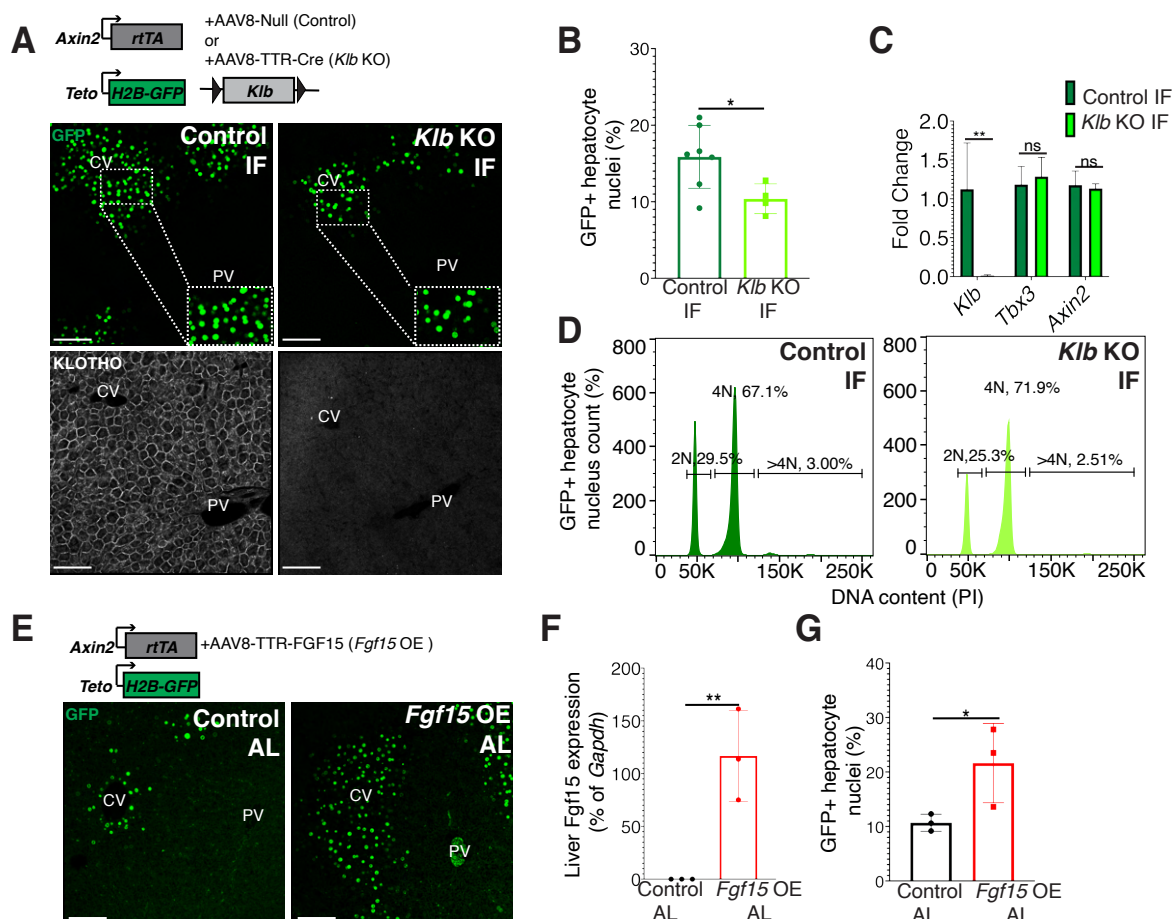 A
Axin2
rtTA
+AAV8-Null (Control)
or
+AAV8-TTR-Cre (Klb KO)
Teto
H2B-GFP
Klb
GFP
Control
IF
CV
PV
Klb KO
IF
CV
PV
KLOTHO
CV
PV
CV
PV
B
GFP+ hepatocyte
nuclei (%)
30
20
10
0
*
Control
IF
Klb KO
IF
C
Control IF
Klb KO IF
Fold Change
2.0
1.5
1.0
0.5
0.0
**
ns
ns
Klb
Tbx3
Axin2
D
GFP+ hepatocyte
nucleus count (%)
800
600
400
200
0
Control
IF
4N, 67.1%
2N,29.5%
>4N, 3.00%
0
50K
150K
250K
800
600
400
200
0
Klb KO
IF
4N, 71.9%
2N,25.3%
>4N, 2.51%
0
50K
150K
250K
DNA content (PI)
E
Axin2
rtTA
+AAV8-TTR-FGF15 (Fgf15 OE )
Teto
H2B-GFP
GFP
Control
AL
CV
PV
Fgf15 OE
AL
CV
PV
F
Liver Fgf15 expression
(% of Gapdh)
200
150
100
50
0
**
Control
AL
Fgf15 OE
AL
G
GFP+ hepatocyte
nuclei (%)
40
30
20
10
0
*
Control
AL
Fgf15 OE
AL